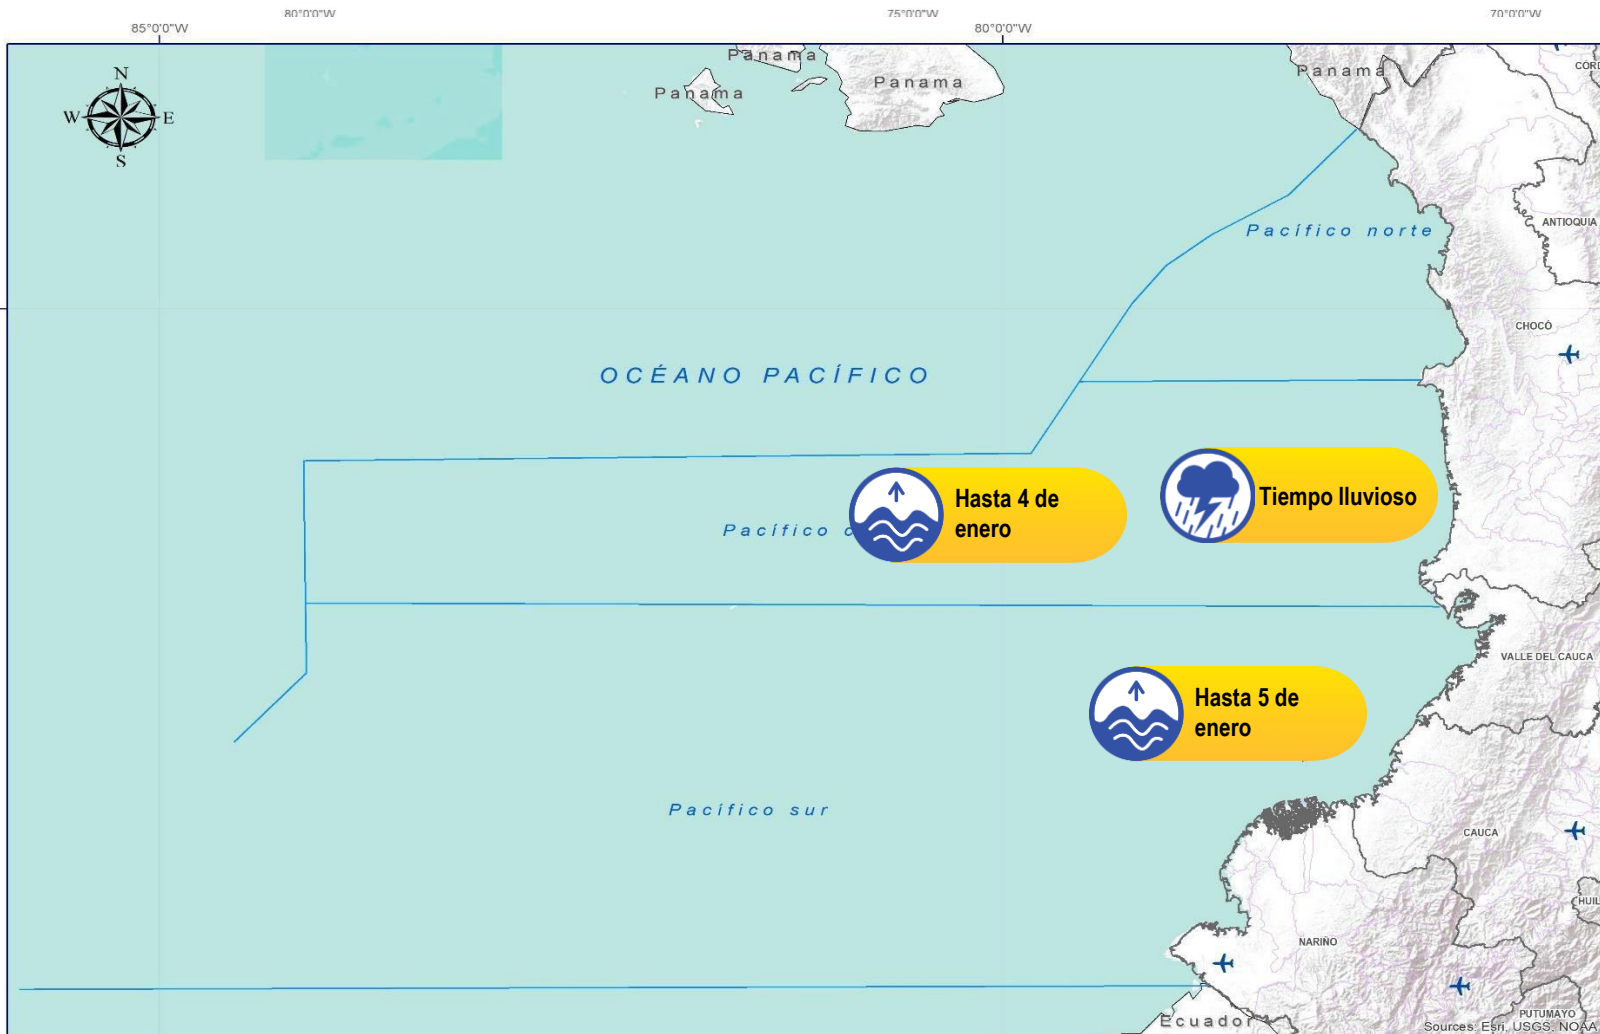 80°0'0"W
75°0'0"W
70°0'0"W
85°0'0"W
80°0'0"W
N
W
E
S
Panama
Panama
Panama
Panama
CÓRD
ANTIOQUIA
Pacífico norte
CHOCÓ
OCÉANO PACÍFICO
Hasta 4 de
enero
Tiempo lluvioso
Pacífico c
VALLE DEL CAUCA
Hasta 5 de
enero
Pacífico sur
CAUCA
HUIL
NARIÑO
PUTUMAYO
Ecuador
Sources: Esri, USGS, NOAA